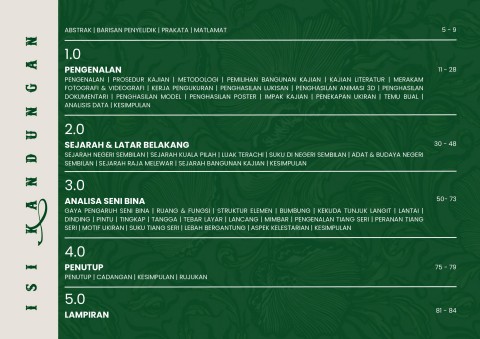 ISI KANDUNGAN
ABSTRAK | BARISAN PENYELIDIK | PRAKATA | MATLAMAT 5 - 9
1.0
PENGENALAN 11 - 28
PENGENALAN | PROSEDUR KAJIAN | METODOLOGI | PEMILIHAN BANGUNAN KAJIAN | KAJIAN LITERATUR | MERAKAM
FOTOGRAFI & VIDEOGRAFI | KERJA PENGUKURAN | PENGHASILAN LUKISAN | PENGHASILAN ANIMASI 3D | PENGHASILAN
DOKUMENTARI | PENGHASILAN MODEL | PENGHASILAN POSTER | IMPAK KAJIAN | PENEKAPAN UKIRAN | TEMU BUAL |
ANALISIS DATA | KESIMPULAN
2.0
SEJARAH & LATAR BELAKANG 30 - 48
SEJARAH NEGERI SEMBILAN | SEJARAH KUALA PILAH | LUAK TERACHI | SUKU DI NEGERI SEMBILAN | ADAT & BUDAYA NEGERI
SEMBILAN | SEJARAH RAJA MELEWAR | SEJARAH BANGUNAN KAJIAN | KESIMPULAN
3.0
ANALISA SENI BINA 50- 73
GAYA PENGARUH SENI BINA | RUANG & FUNGSI | STRUKTUR ELEMEN | BUMBUNG | KEKUDA TUNJUK LANGIT | LANTAI |
DINDING | PINTU | TINGKAP | TANGGA | TEBAR LAYAR | LANCANG | MIMBAR | PENGENALAN TIANG SERI | PERANAN TIANG
SERI | MOTIF UKIRAN | SUKU TIANG SERI | LEBAH BERGANTUNG | ASPEK KELESTARIAN | KESIMPULAN
4.0
PENUTUP 75 - 79
PENUTUP | CADANGAN | KESIMPULAN | RUJUKAN
5.0
LAMPIRAN 81 - 84